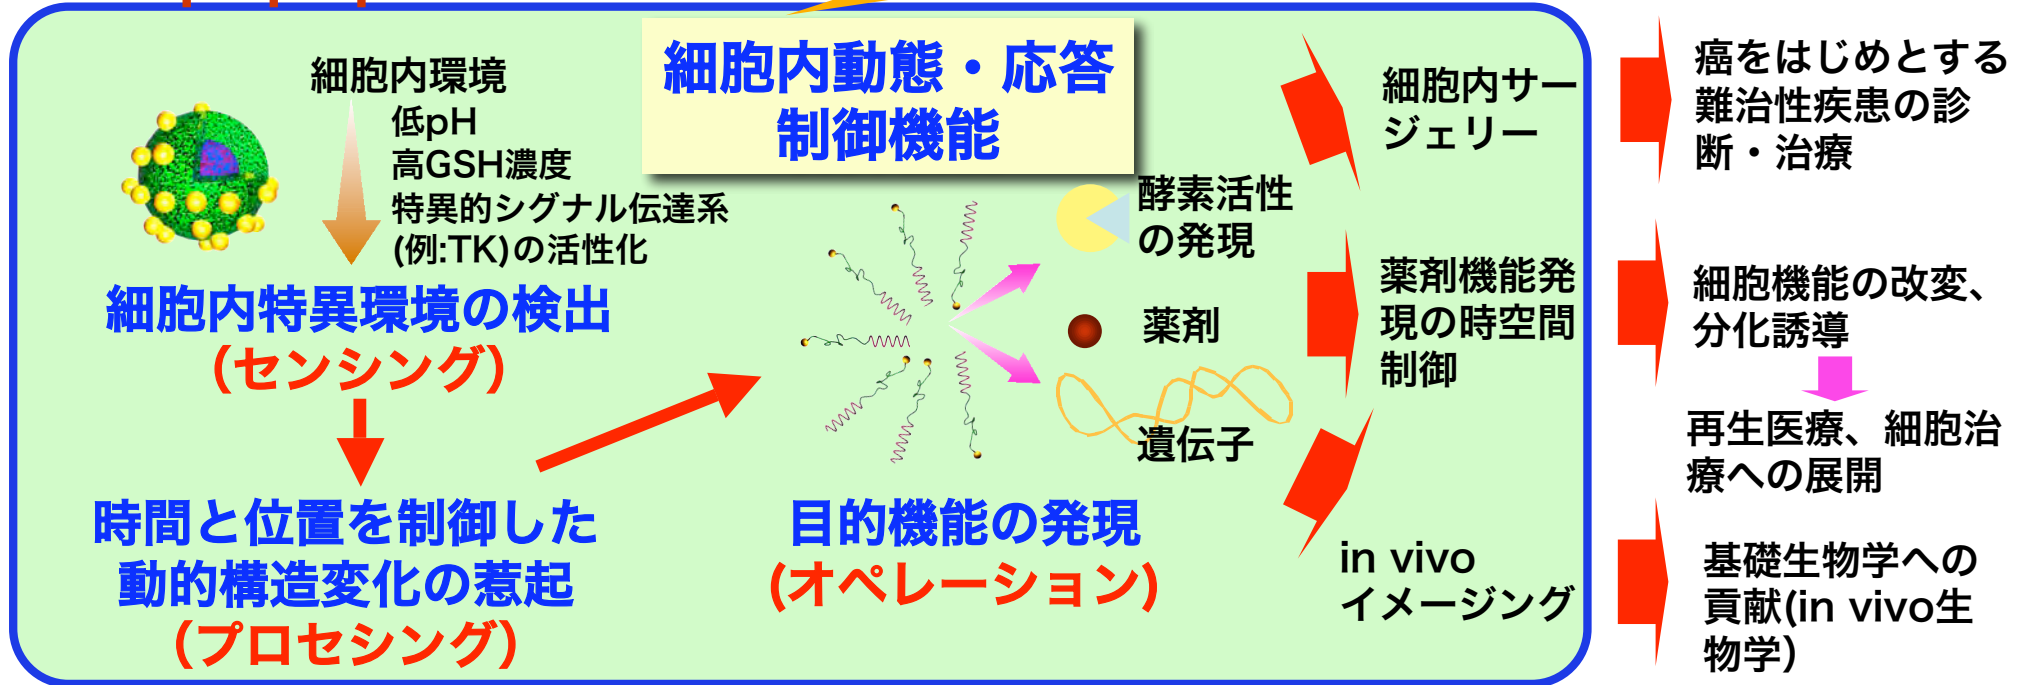 細胞内動態・応答
制御機能
細胞内環境
低pH
高GSH濃度
特異的シグナル伝達系
(例:TK)の活性化
細胞内特異環境の検出
（センシング）
時間と位置を制御した
動的構造変化の惹起
（プロセシング）
酵素活性
の発現
薬剤
遺伝子
目的機能の発現
(オペレーション)
細胞内サー
ジェリー
薬剤機能発
現の時空間
制御
in vivo
イメージング
癌をはじめとする
難治性疾患の診
断・治療
細胞機能の改変、
分化誘導
再生医療、細胞治
療への展開
基礎生物学への
貢献(in vivo生
物学）